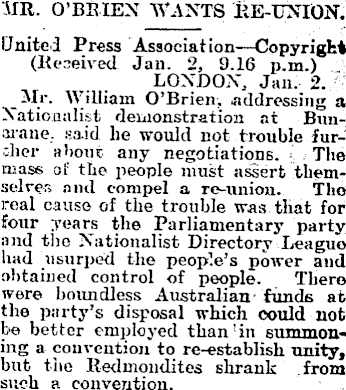 MR. O'BRIEN WANTS RE-UNION.
United Press Association—Copyright
(Received Jan. 2, 9.16 p.m.)
LONDON, Jan. 2.
Mr. William O'Brien, addressing a
Nationalist demonstration at Bun-
arane, said he would not trouble fur-
ther about any negotiations. The
mass of the people must assert them-
selves and compel a re-union. The
real cause of the trouble was that for
four years the Parliamentary party
and the Nationalist Directory League
had usurped the people's power and
obtained control of people. There
were boundless Australian funds at
the party's disposal which could not
be better employed than in summon-
ing a convention to re-establish unity,
but the Redmondites shrank from
such a convention.